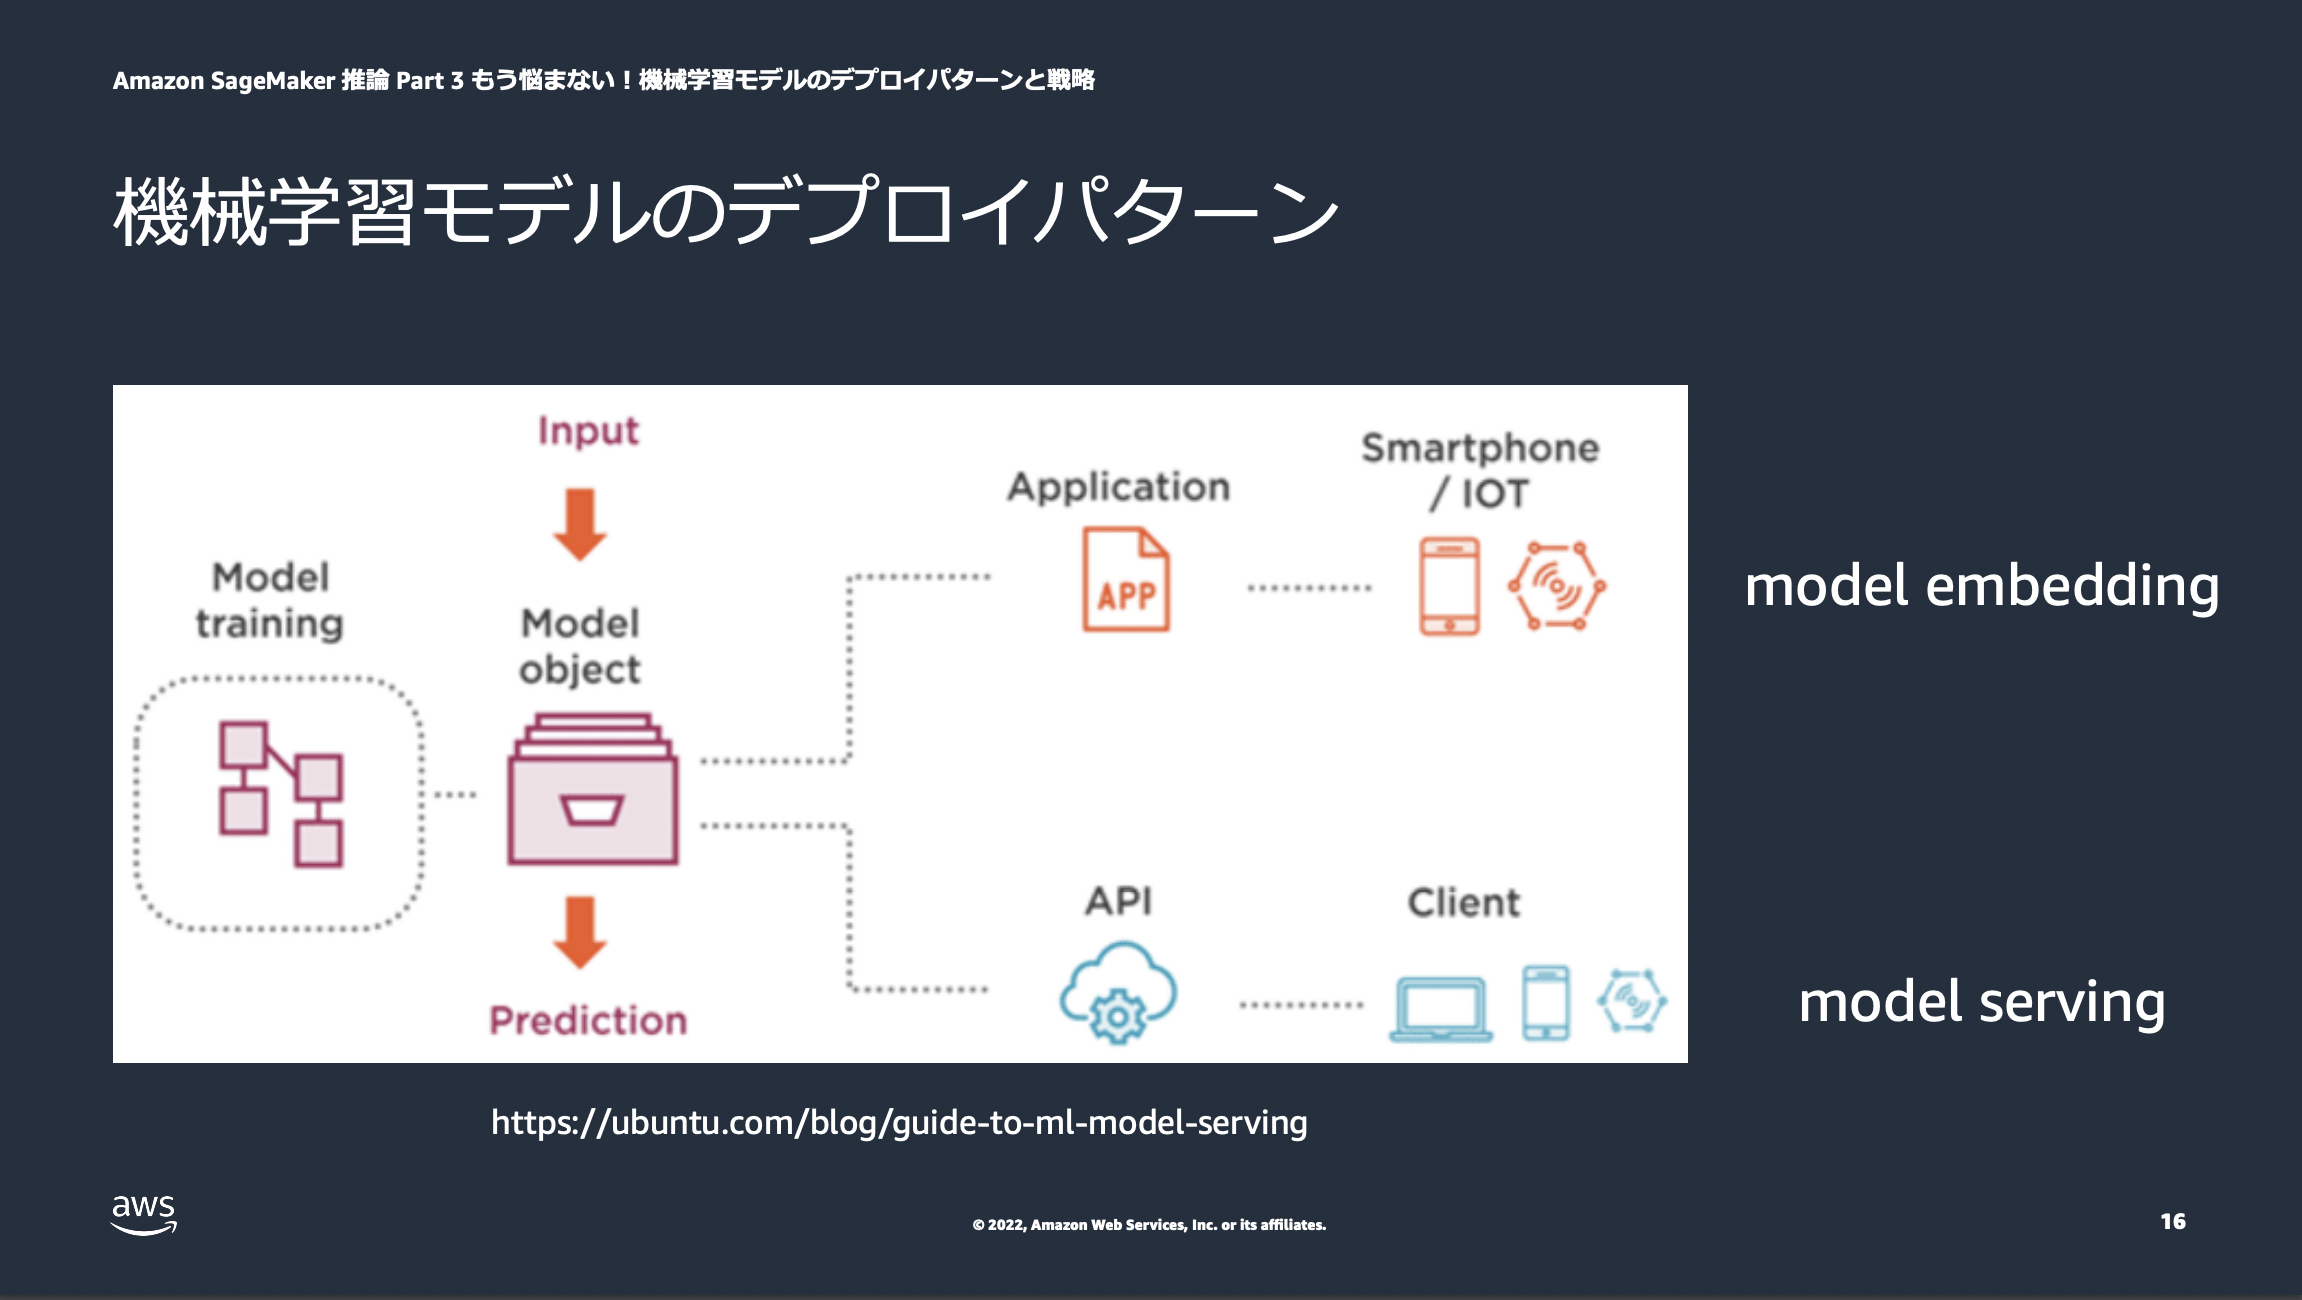 Amazon SageMaker 推論 Part 3 もう悩まない！機械学習モデルのデプロイパターンと戦略
機械学習モデルのデプロイパターン
Input
Model
training
Model
object
Prediction
Application
APP
Smartphone
/ IOT
model embedding
API
Client
model serving
https://ubuntu.com/blog/guide-to-ml-model-serving
aws
© 2022, Amazon Web Services, Inc. or its affiliates.
16